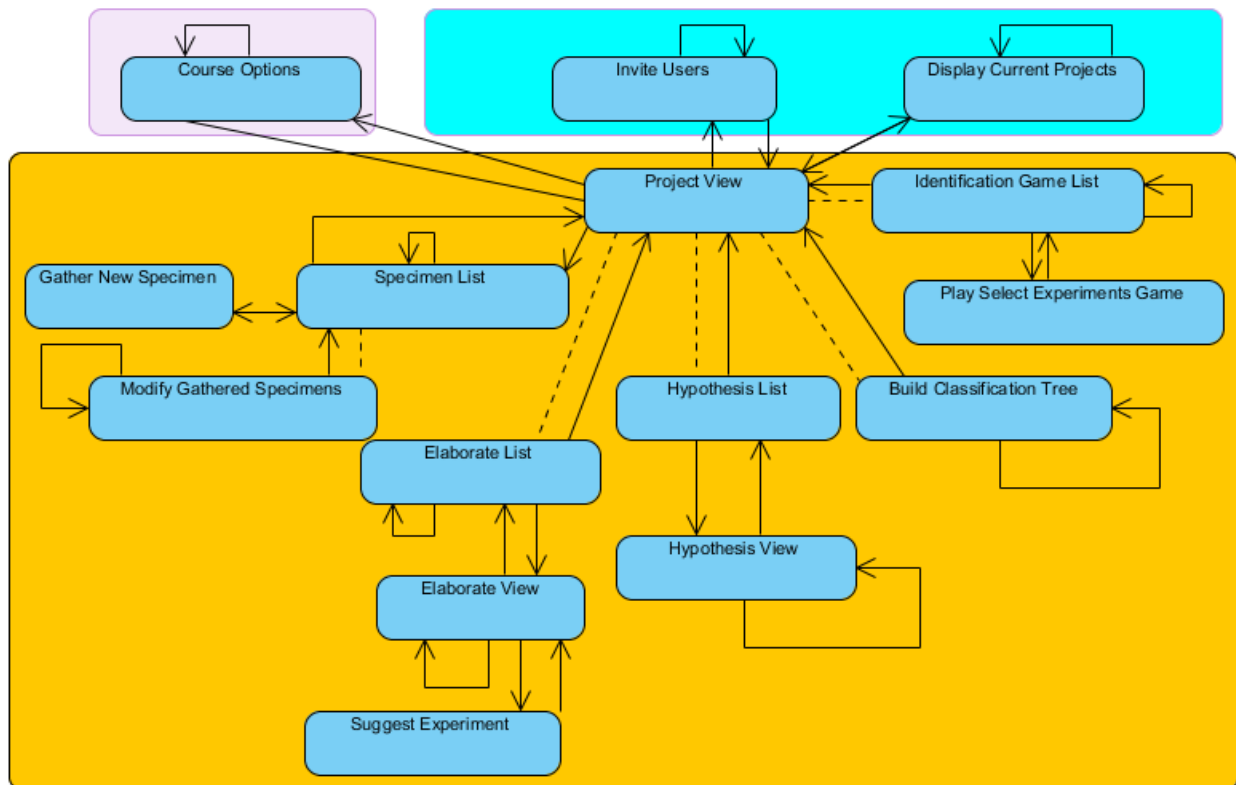 Course Options
Invite Users
Display Current Projects
Project View
Identification Game List
Gather New Specimen
Specimen List
Play Select Experiments Game
Modify Gathered Specimens
Hypothesis List
Build Classification Tree
Elaborate List
Hypothesis View
Elaborate View
Suggest Experiment